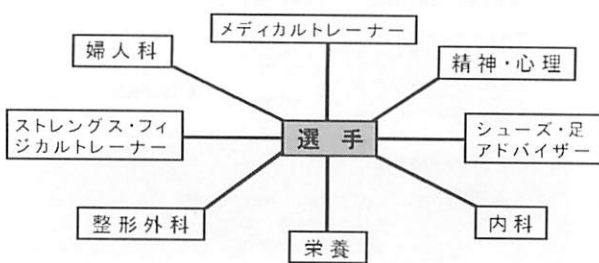 メディカルトレーナー
婦人科
精神・心理
ストレングス・フィ
ジカルトレーナー
選手
シューズ・足
アドバイザー
整形外科
栄養
内科